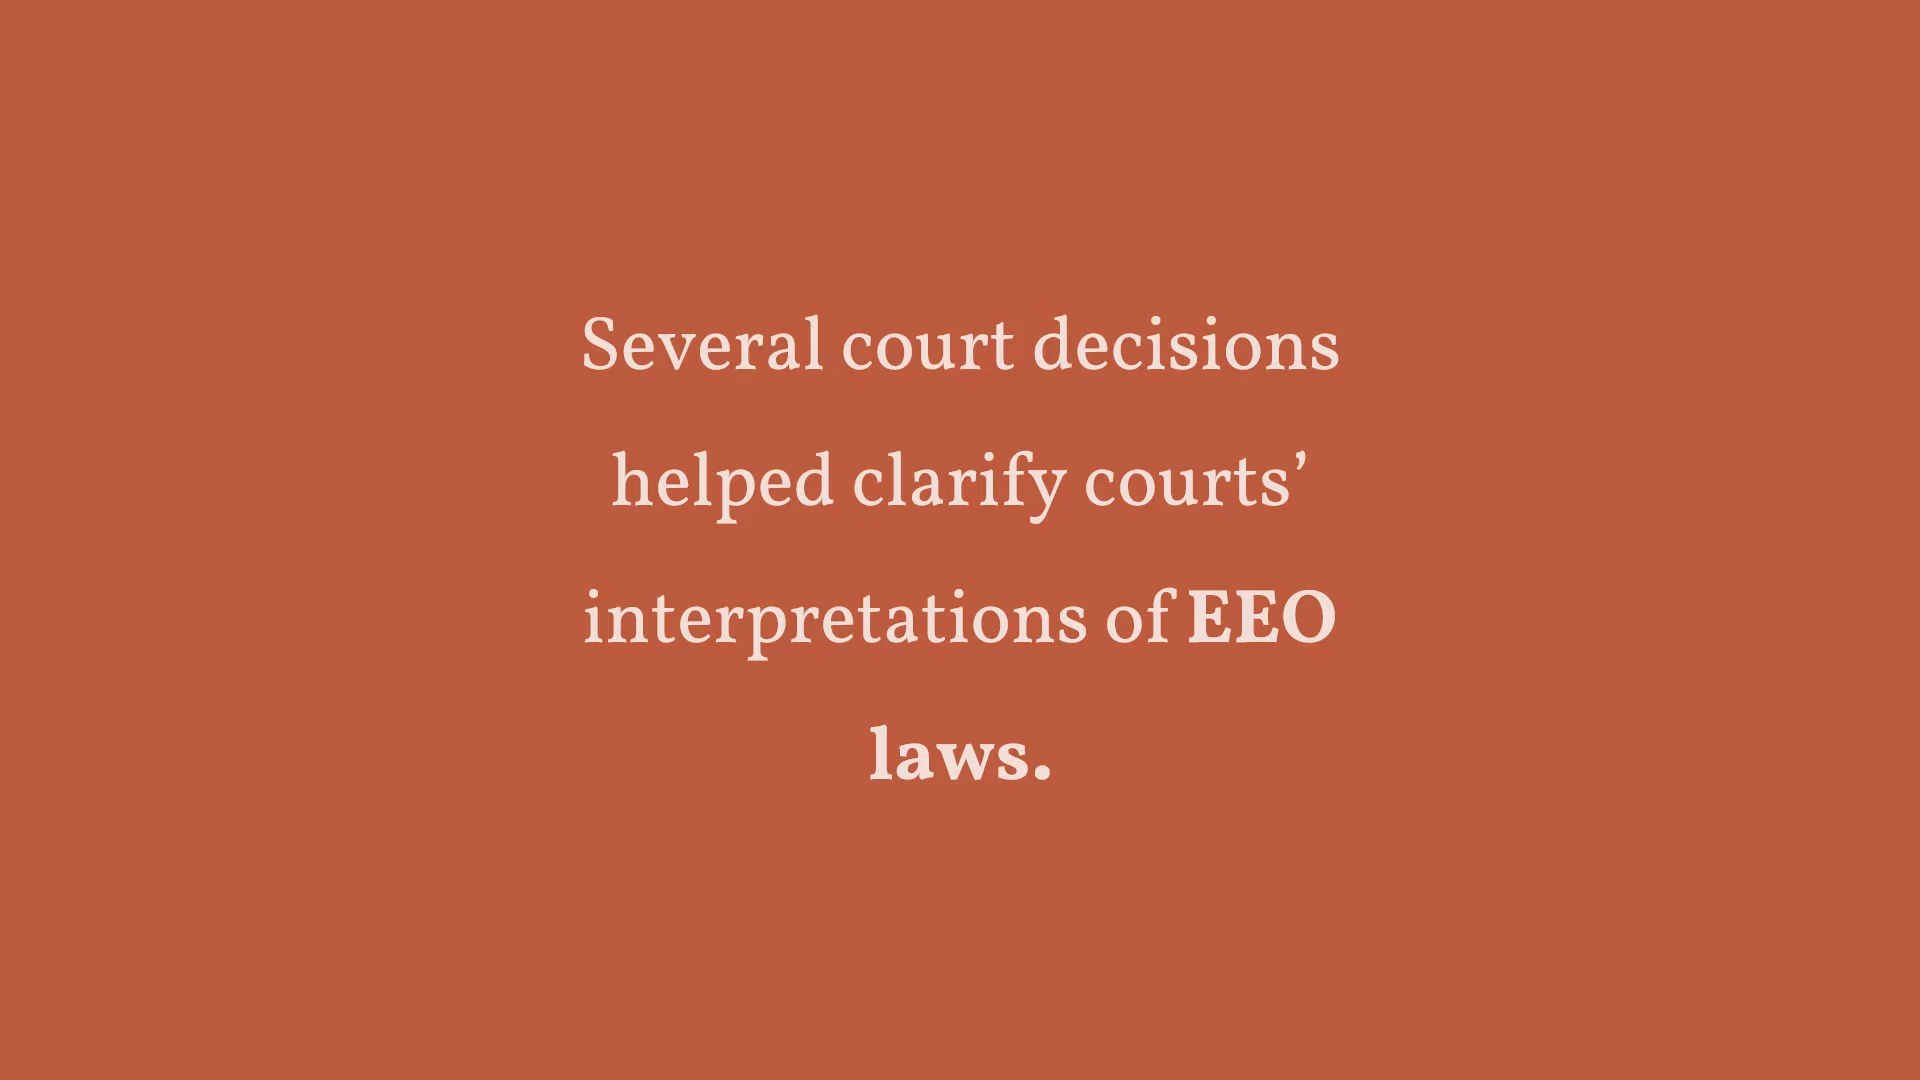 Several court decisions
helped clarify courts’
interpretations of EEO
laws.